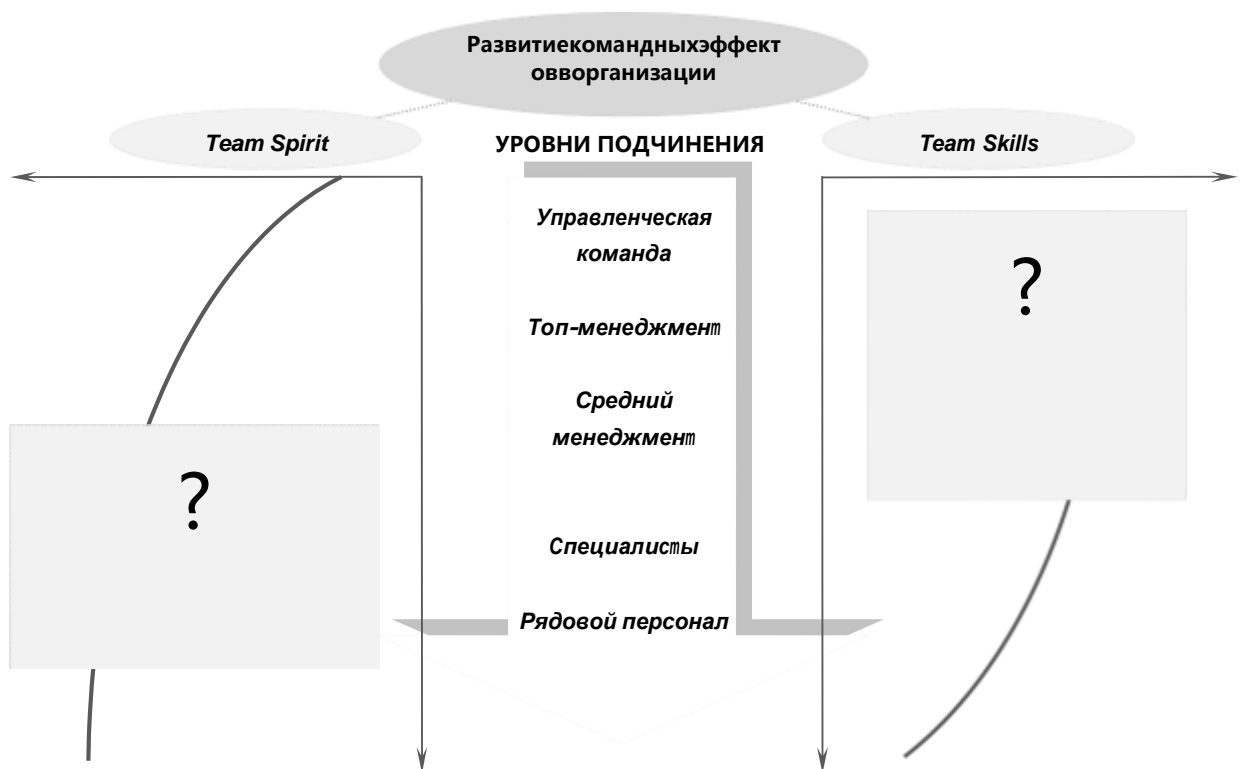 Развитиекомандныхэффект
овворганизации
Team Spirit
УРОВНИ ПОДЧИНЕНИЯ
Team Skills
Управленческая
команда
?
Топ-менеджмент
Средний
менеджмент
?
Специалисты
Рядовой персонал